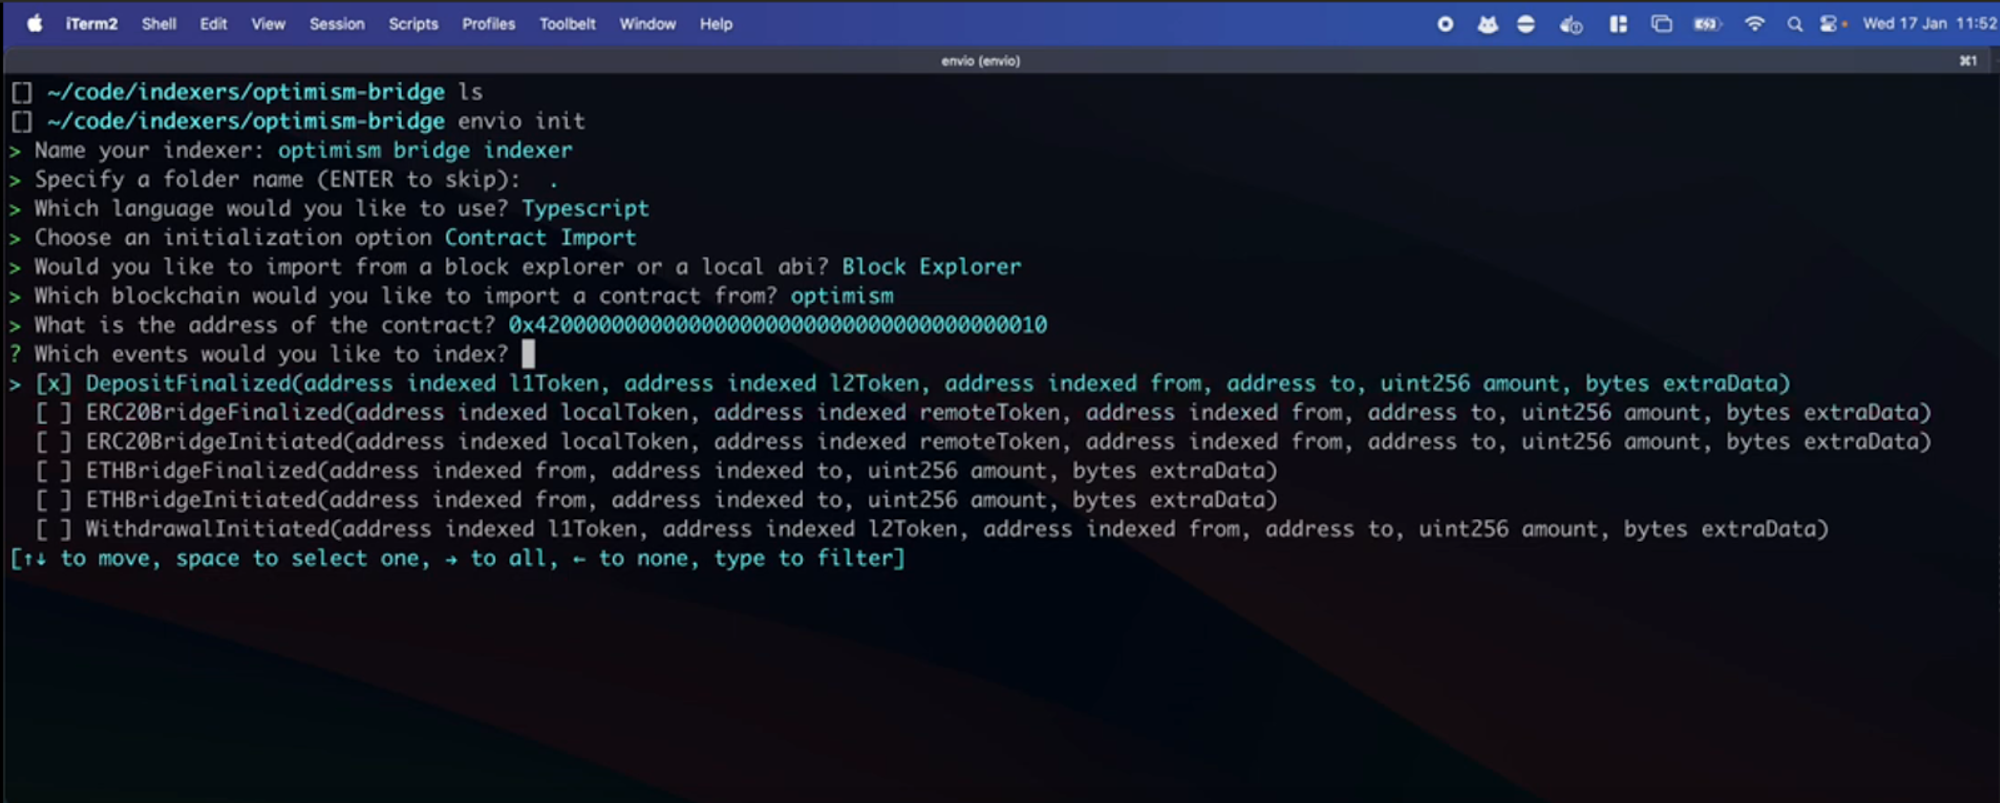 iTerm2 Shell Edit View Session Scripts Profiles Toolbelt Window Help Wed 17 Jan 11:52
envio (envio) ⌘1
[] ~/code/indexers/optimism-bridge ls
[] ~/code/indexers/optimism-bridge envio init
> Name your indexer: optimism bridge indexer
> Specify a folder name (ENTER to skip): .
> Which language would you like to use? Typescript
> Choose an initialization option Contract Import
> Would you like to import from a block explorer or a local abi? Block Explorer
> Which blockchain would you like to import a contract from? optimism
> What is the address of the contract? 0x4200000000000000000000000000000000000010
? Which events would you like to index?
> [x] DepositFinalized(address indexed l1Token, address indexed l2Token, address indexed from, address to, uint256 amount, bytes extraData)
[ ] ERC20BridgeFinalized(address indexed localToken, address indexed remoteToken, address indexed from, address to, uint256 amount, bytes extraData)
[ ] ERC20BridgeInitiated(address indexed localToken, address indexed remoteToken, address indexed from, address to, uint256 amount, bytes extraData)
[ ] ETHBridgeFinalized(address indexed from, address indexed to, uint256 amount, bytes extraData)
[ ] ETHBridgeInitiated(address indexed from, address indexed to, uint256 amount, bytes extraData)
[ ] WithdrawalInitiated(address indexed l1Token, address indexed l2Token, address indexed from, address to, uint256 amount, bytes extraData)
[↑↓ to move, space to select one, → to all, ← to none, type to filter]